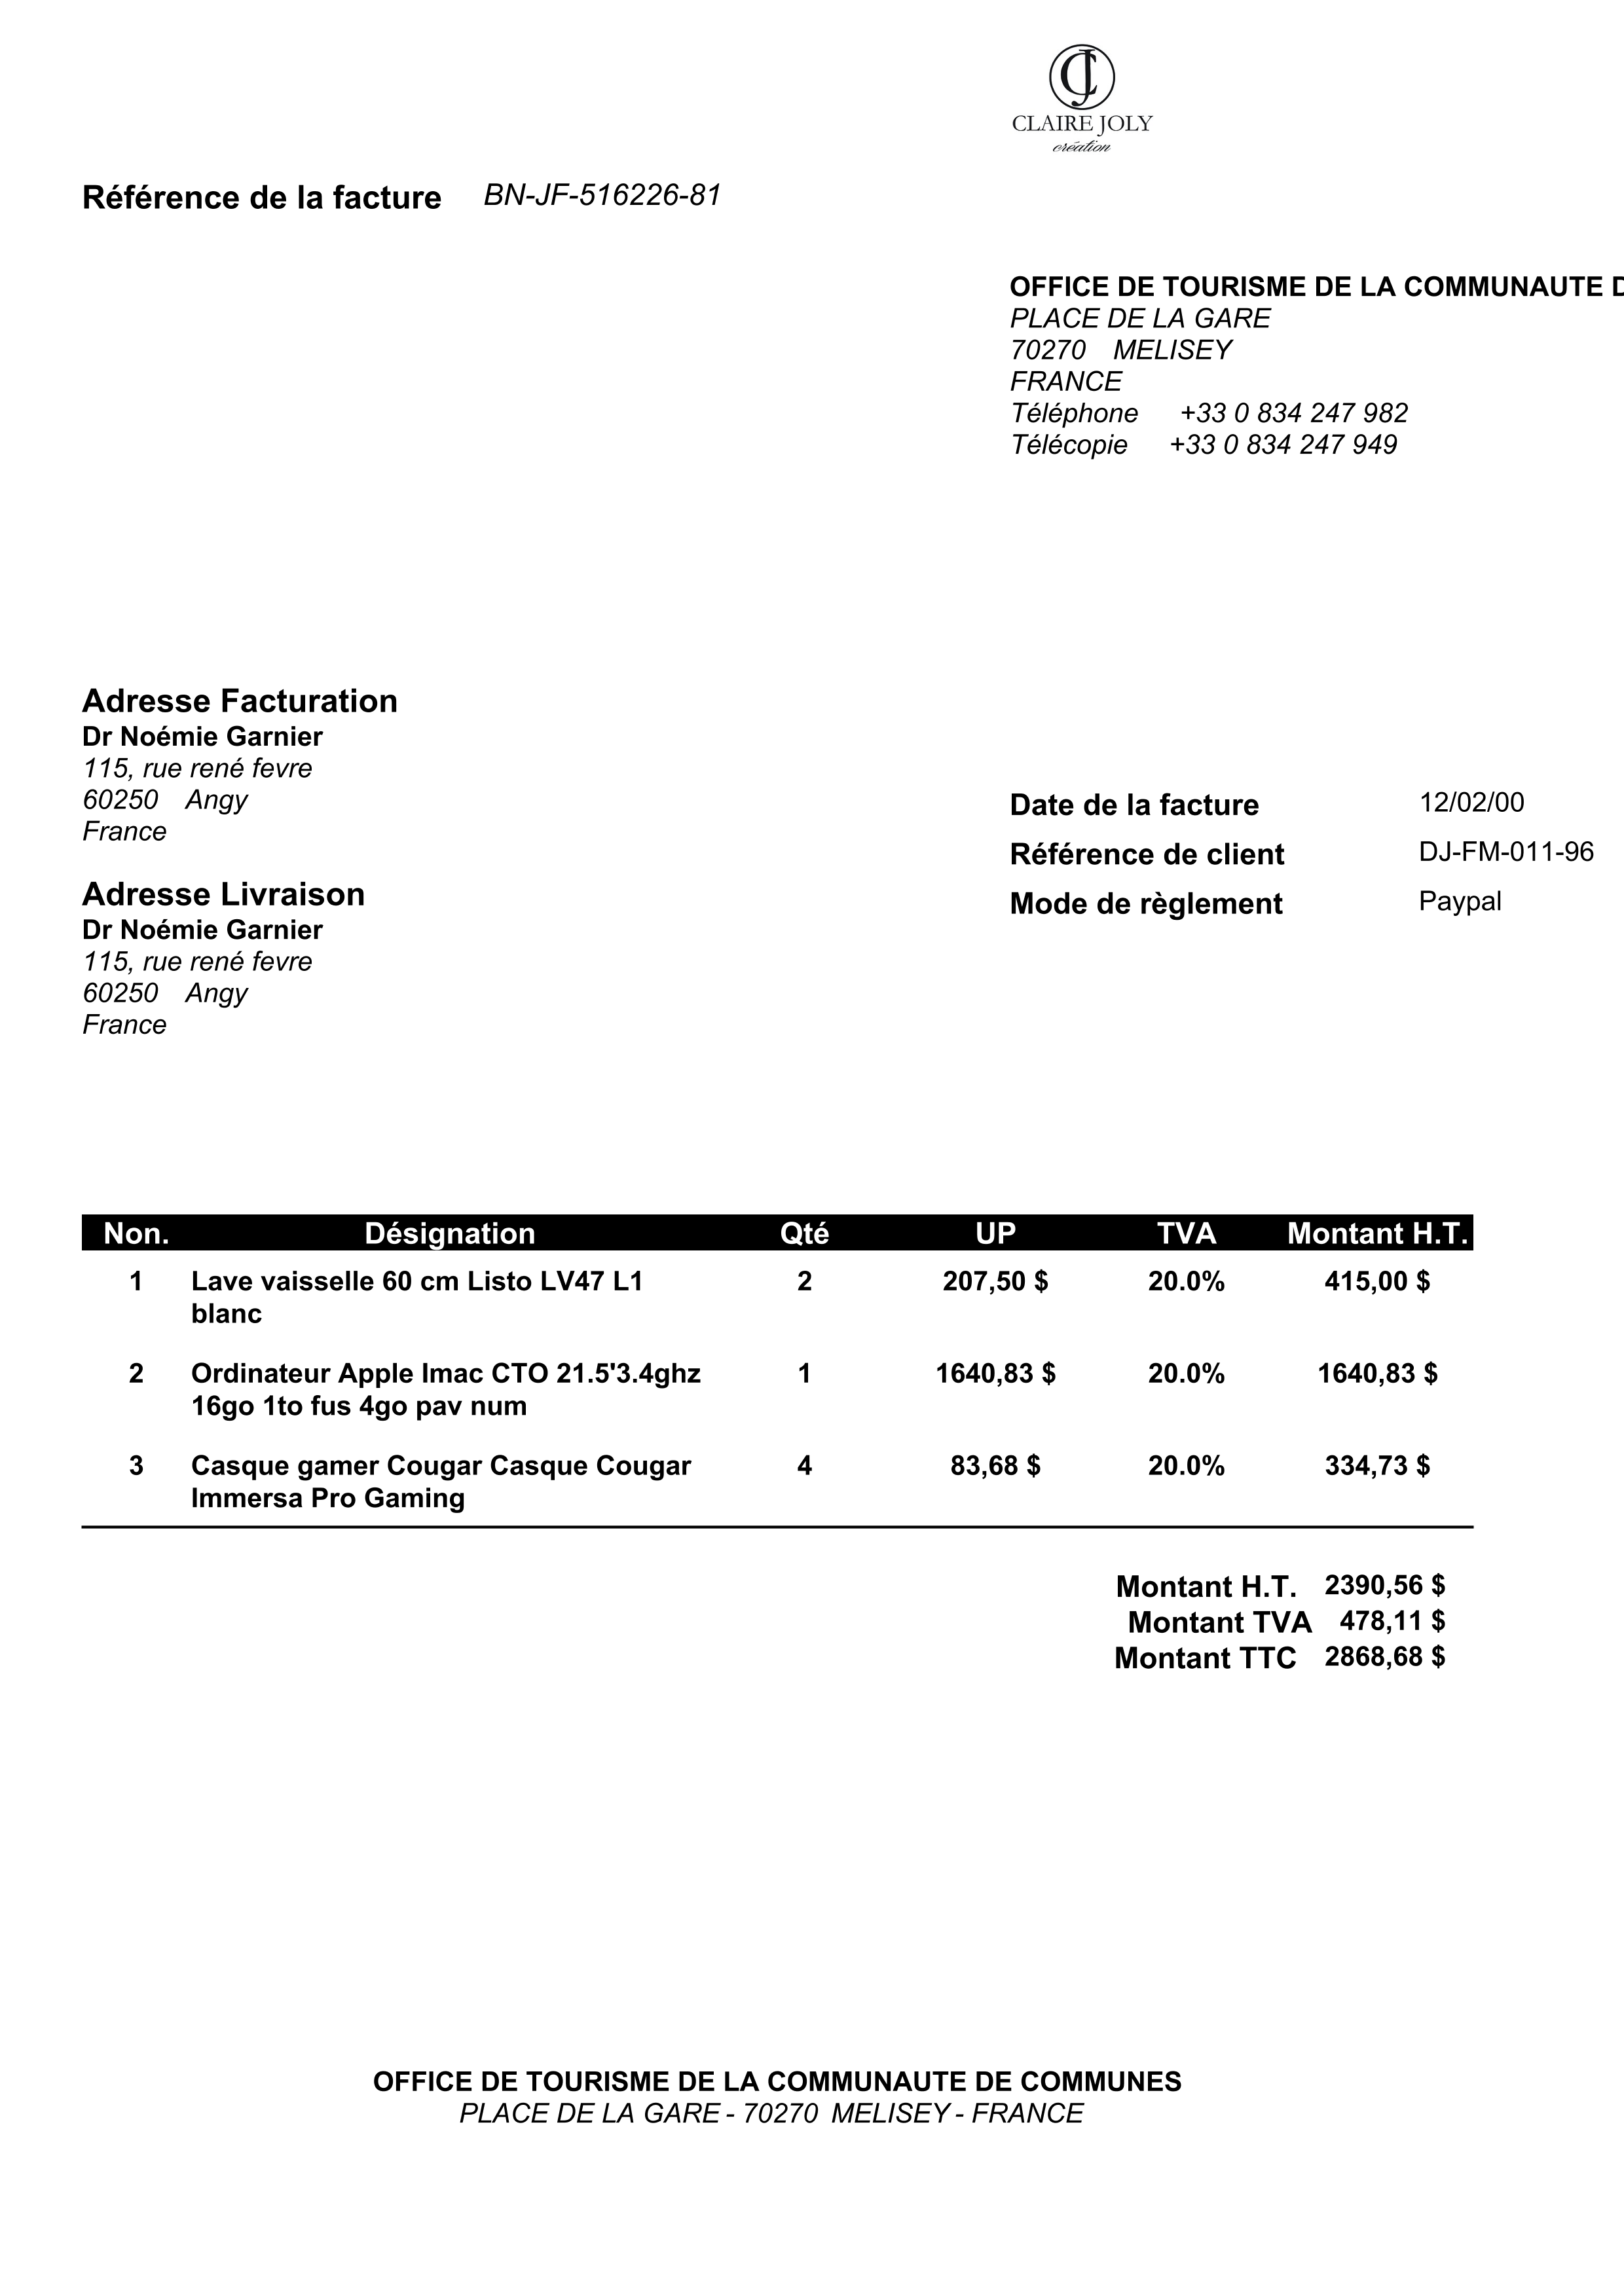 CJ
CLAIRE JOLY
création
Référence de la facture BN-JF-516226-81
OFFICE DE TOURISME DE LA COMMUNAUTE D
PLACE DE LA GARE
70270 MELISEY
FRANCE
Téléphone +33 0 834 247 982
Télécopie +33 0 834 247 949
Adresse Facturation
Dr Noémie Garnier
115, rue rené fevre
60250 Angy
France
Date de la facture 12/02/00
Référence de client DJ-FM-011-96
Mode de règlement Paypal
Adresse Livraison
Dr Noémie Garnier
115, rue rené fevre
60250 Angy
France
Non. Désignation Qté UP TVA Montant H.T.
1 Lave vaisselle 60 cm Listo LV47 L1 2 207,50 $ 20.0% 415,00 $
blanc
2 Ordinateur Apple Imac CTO 21.5'3.4ghz 1 1640,83 $ 20.0% 1640,83 $
16go 1to fus 4go pav num
3 Casque gamer Cougar Casque Cougar 4 83,68 $ 20.0% 334,73 $
Immersa Pro Gaming
Montant H.T. 2390,56 $
Montant TVA 478,11 $
Montant TTC 2868,68 $
OFFICE DE TOURISME DE LA COMMUNAUTE DE COMMUNES
PLACE DE LA GARE - 70270 MELISEY - FRANCE